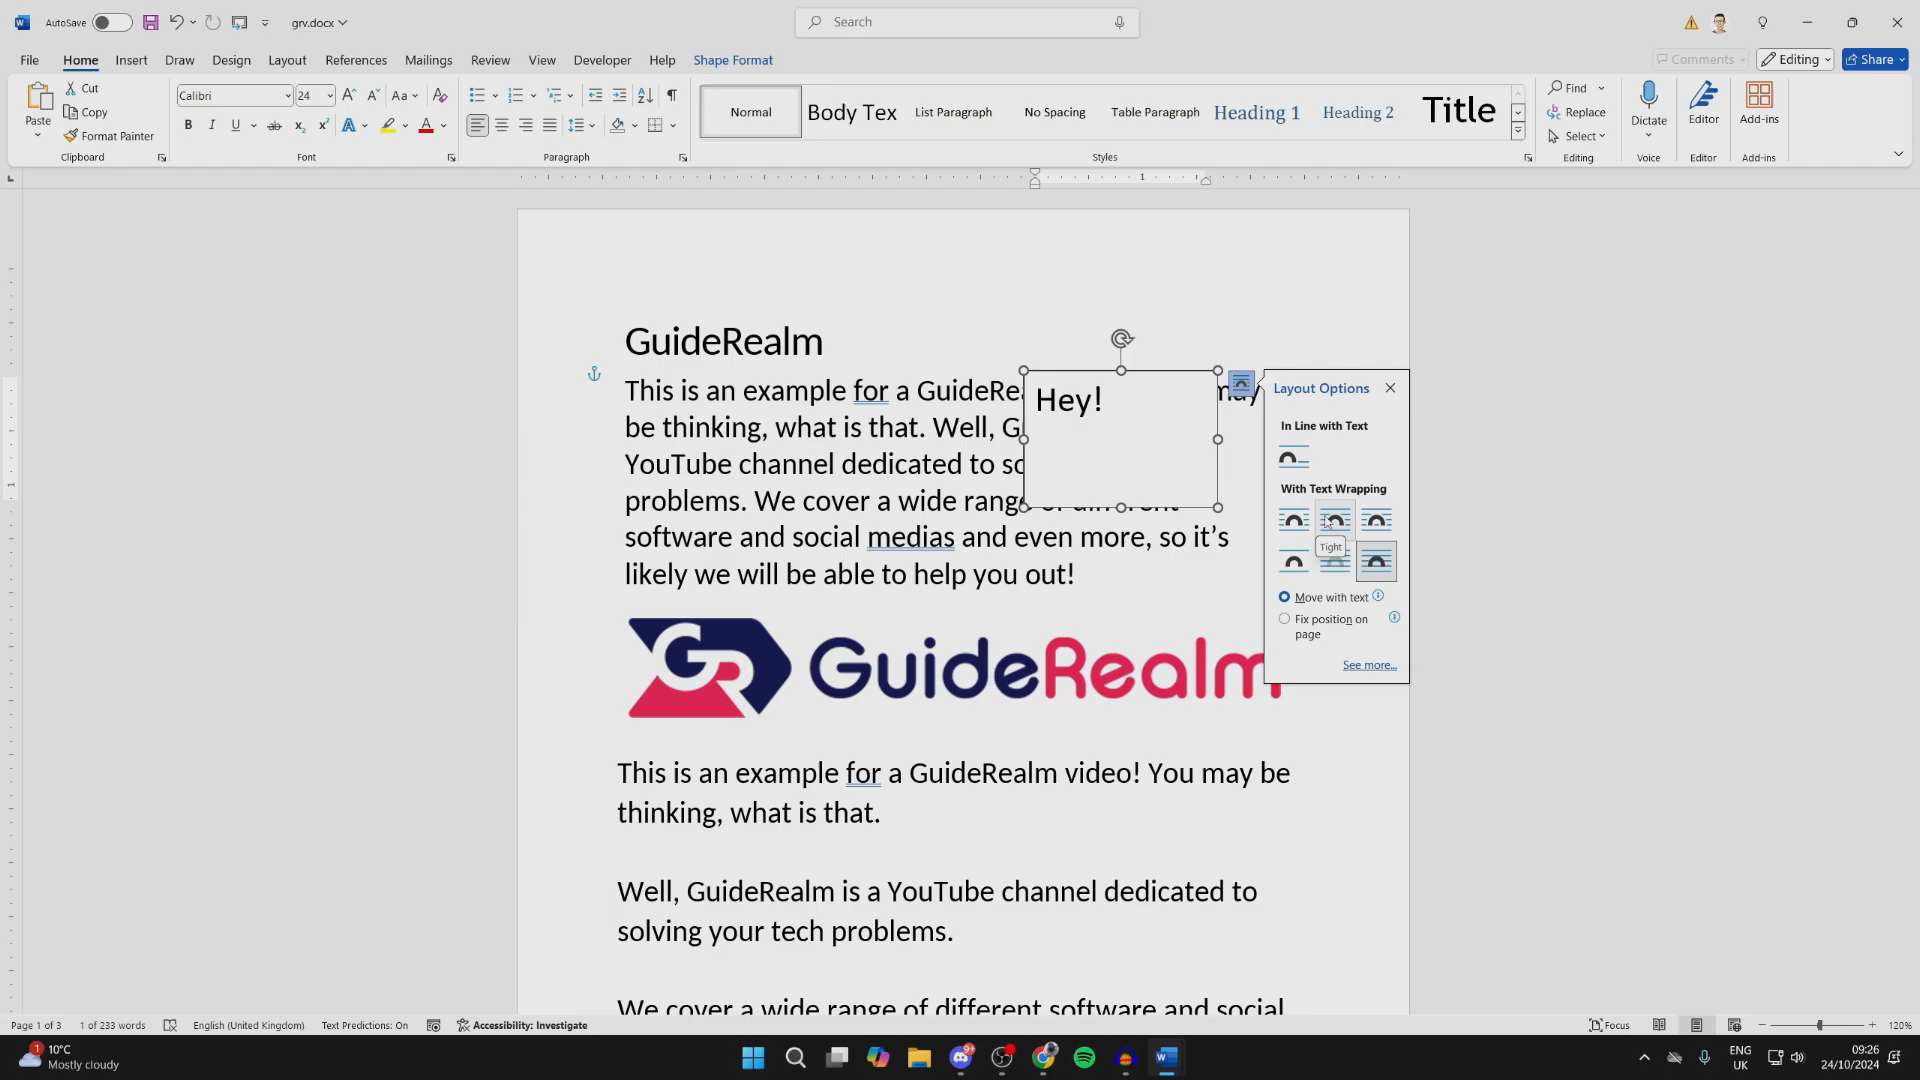 AutoSave
grv.docx
Search
File Home Insert Draw Design Layout References Mailings Review View Developer Help Shape Format
Comments Editing Share
Paste
Cut
Copy
Format Painter
Clipboard
Calibri 24
Font
Paragraph
Normal Body Tex List Paragraph No Spacing Table Paragraph Heading 1 Heading 2 Title
Styles
Find
Replace
Select
Editing
Dictate
Voice
Editor
Editor
Add-ins
Add-ins
1
GuideRealm
This is an example for a GuideRea may
be thinking, what is that. Well, G
YouTube channel dedicated to so
problems. We cover a wide range of different
software and social medias and even more, so it's
likely we will be able to help you out!
Hey!
Layout Options
In Line with Text
With Text Wrapping
Tight
Move with text
Fix position on
page
See more...
GuideRealm
This is an example for a GuideRealm video! You may be
thinking, what is that.
Well, GuideRealm is a YouTube channel dedicated to
solving your tech problems.
We cover a wide range of different software and social
Page 1 of 3 1 of 233 words English (United Kingdom) Text Predictions: On Accessibility: Investigate
Focus 120%
1 10°C
Mostly cloudy
9+
ENG
UK
09:26
24/10/2024